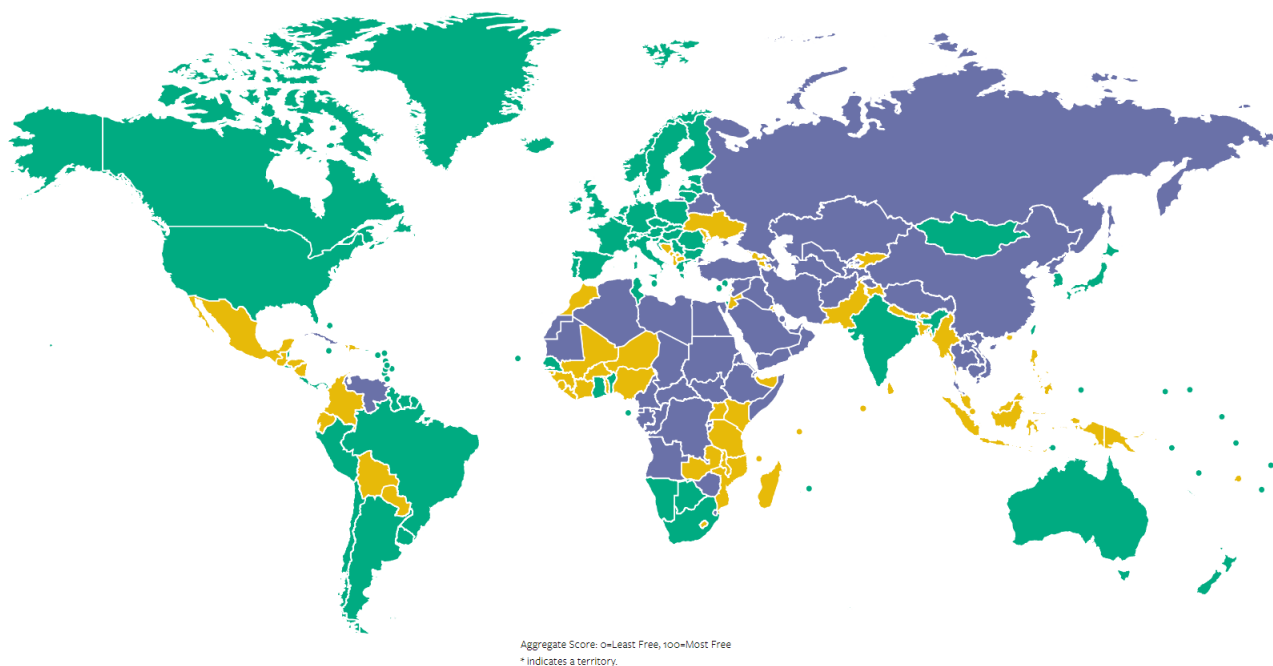 Aggregate Score: 0=Least Free, 100=Most Free
* indicates a territory.